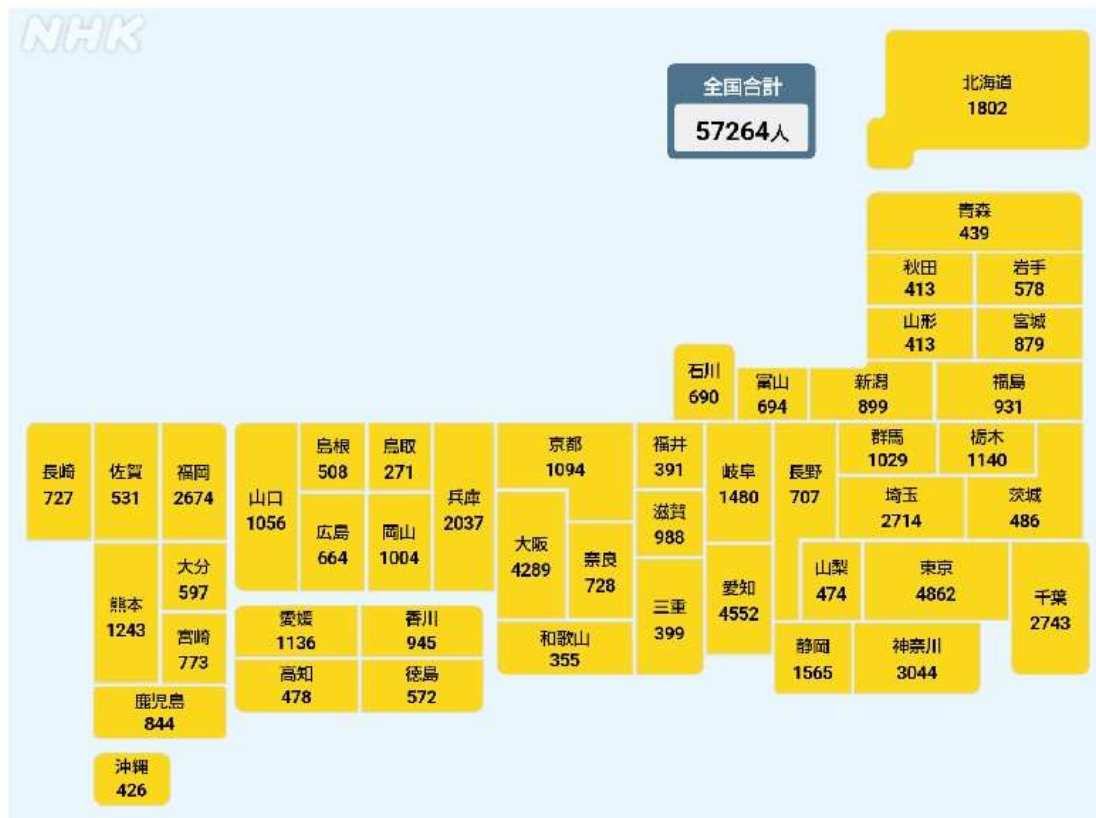 NHK
全国合計
57264人
北海道
1802
青森
439
秋田
413
岩手
578
山形
413
宮城
879
石川
690
富山
694
新潟
899
福島
931
長崎
727
佐賀
531
福岡
2674
山口
1056
島根
508
鳥取
271
兵庫
2037
京都
1094
福井
391
岐阜
1480
長野
707
群馬
1029
栃木
1140
埼玉
2714
茨城
486
広島
664
岡山
1004
大阪
4289
奈良
728
滋賀
988
大分
597
熊本
1243
宮崎
773
愛媛
1136
香川
945
和歌山
355
三重
399
愛知
4552
山梨
474
東京
4862
千葉
2743
静岡
1565
神奈川
3044
高知
478
徳島
572
鹿児島
844
沖縄
426